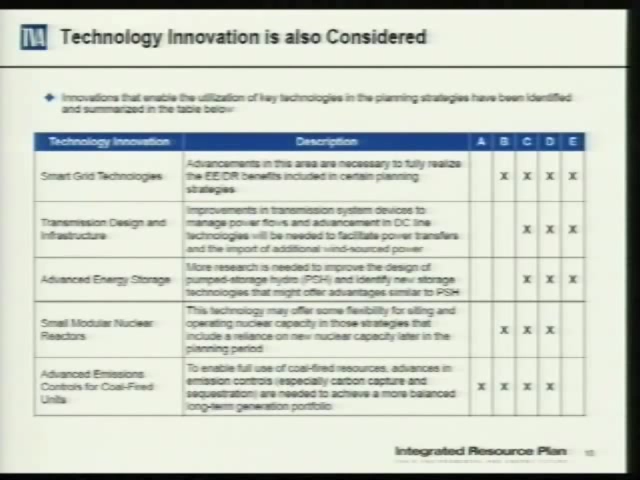 TVA Technology Innovation is also Considered
Innovations that enable the utilization of key technologies in the planning strategies have been identified
and summarized in the table below
Technology Innovation Description A B C D E
Smart Grid Technologies
Advancements in this area are necessary to fully realize
the EE/DR benefits included in certain planning
strategies
X X X X
Transmission Design and
Infrastructure
Improvements in transmission system devices to
manage power flows and advancement in DC line
technologies will be needed to facilitate power transfers
and the import of additional wind-sourced power
X X X
Advanced Energy Storage
More research is needed to improve the design of
pumped-storage hydro (PSH) and identify new storage
technologies that might offer advantages similar to PSH
X X X
Small Modular Nuclear
Reactors
This technology may offer some flexibility for siting and
operating nuclear capacity in those strategies that
include a reliance on new nuclear capacity later in the
planning period
X X X
Advanced Emissions
Controls for Coal-Fired
Units
To enable full use of coal-fired resources, advances in
emission controls (especially carbon capture and
sequestration) are needed to achieve a more balanced
long-term generation portfolio
X X X X
Integrated Resource Plan